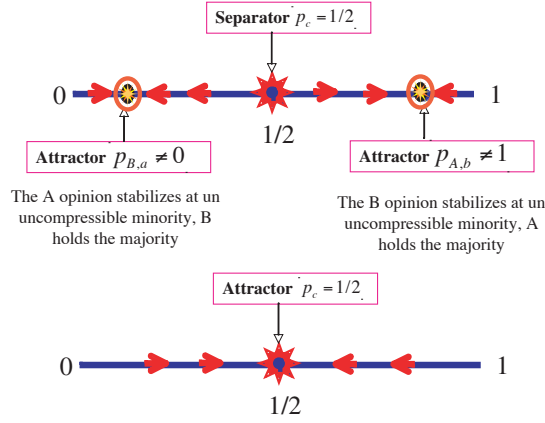 Separator p_c = 1/2
0
1
1/2
Attractor p_{B,a} ≠ 0
Attractor p_{A,b} ≠ 1
The A opinion stabilizes at un
uncompressible minority, B
holds the majority
The B opinion stabilizes at un
uncompressible minority, A
holds the majority
Attractor p_c = 1/2
0
1
1/2